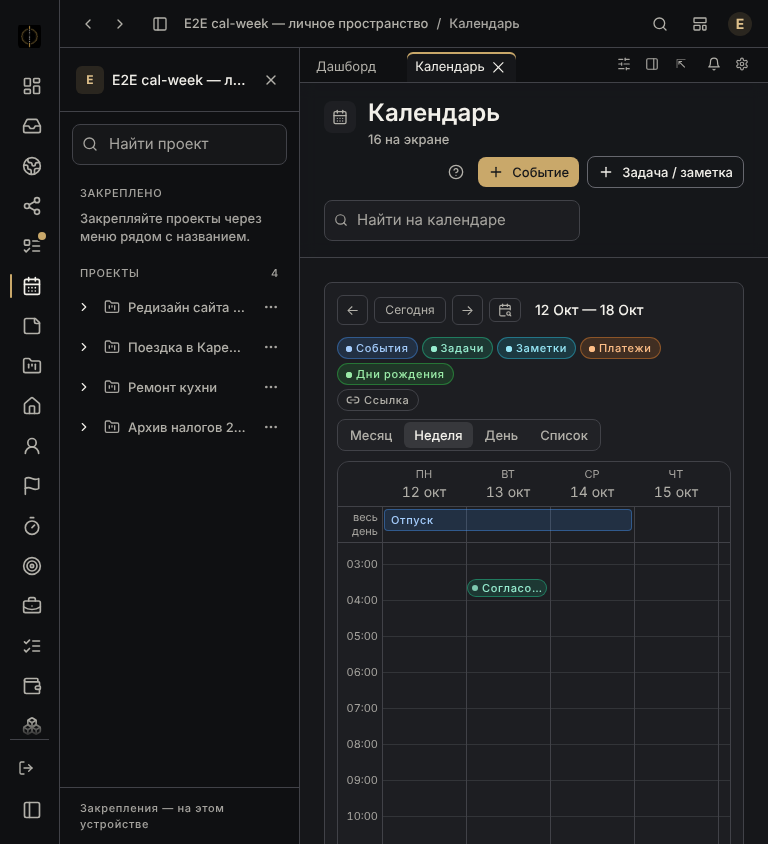 E2E cal-week — личное пространство / Календарь
E
E
E2E cal-week — л...
Найти проект
ЗАКРЕПЛЕНО
Закрепляйте проекты через
меню рядом с названием.
ПРОЕКТЫ 4
Редизайн сайта ...
Поездка в Каре...
Ремонт кухни
Архив налогов 2...
Закрепления — на этом
устройстве
Дашборд
Календарь
Календарь
16 на экране
Событие
Задача / заметка
Найти на календаре
Сегодня
12 Окт — 18 Окт
События
Задачи
Заметки
Платежи
Дни рождения
Ссылка
Месяц
Неделя
День
Список
ПН ВТ СР ЧТ
12 окт 13 окт 14 окт 15 окт
весь
день
Отпуск
03:00
Согласо...
04:00
05:00
06:00
07:00
08:00
09:00
10:00